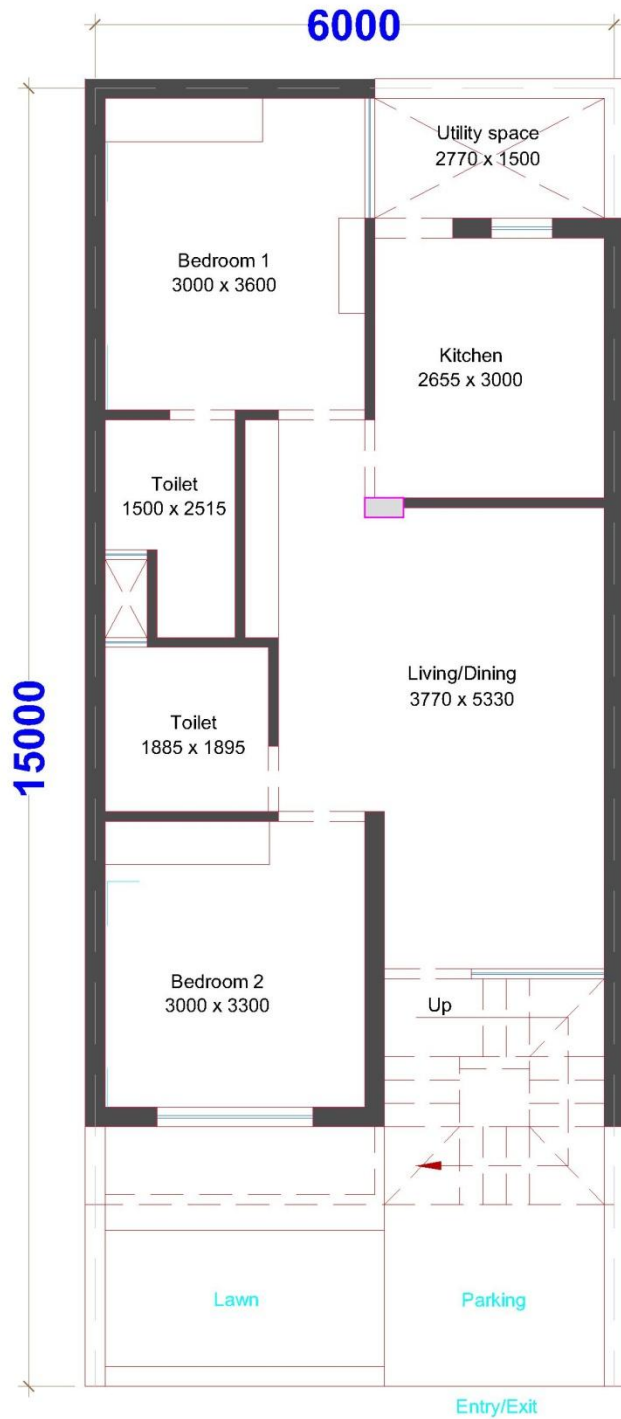 6000
Utility space
2770 x 1500
Bedroom 1
3000 x 3600
Kitchen
2655 x 3000
Toilet
1500 x 2515
Living/Dining
3770 x 5330
15000
Toilet
1885 x 1895
Bedroom 2
3000 x 3300
Up
Lawn
Parking
Entry/Exit